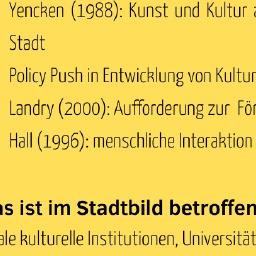 Yencken (1988): Kunst und Kultur
Stadt
Policy Push in Entwicklung von Kultur
Landry (2000): Aufforderung zur För
Hall (1996): menschliche Interaktion
as ist im Stadtbild betroffen
ale kulturelle Institutionen, Universität